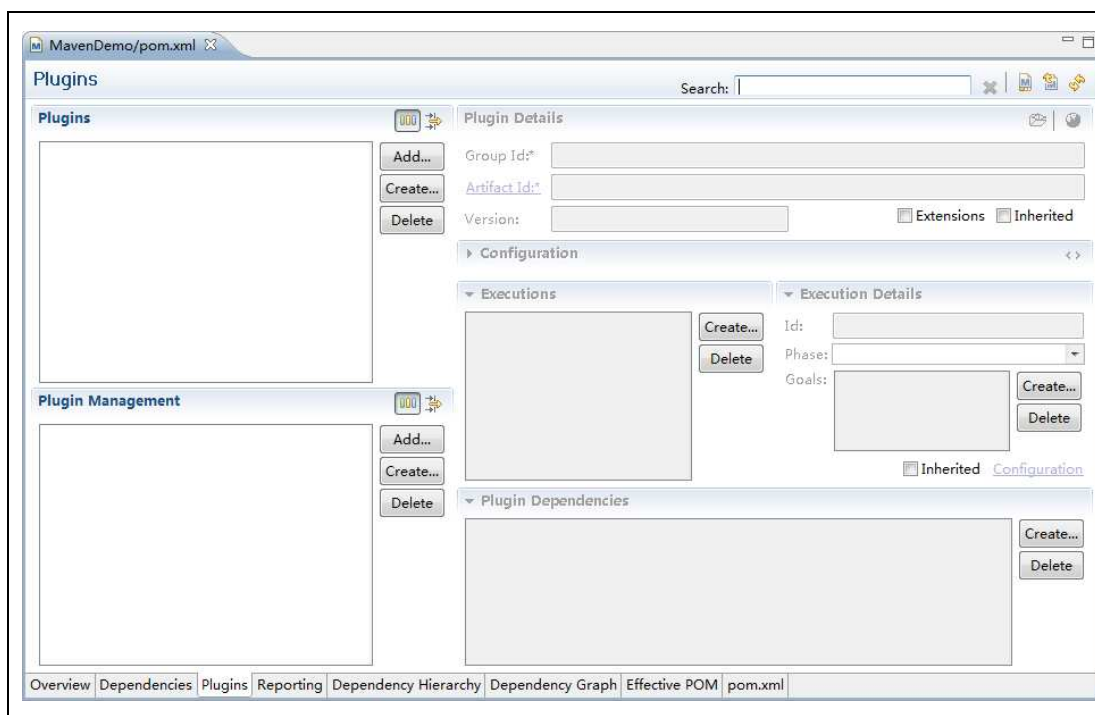 MavenDemo/pom.xml
Plugins
Search:
Plugins
Add...
Create...
Delete
Plugin Management
Add...
Create...
Delete
Plugin Details
Group Id:*
Artifact Id:*
Version:
Extensions Inherited
Configuration
Executions
Create...
Delete
Execution Details
Id:
Phase:
Goals:
Create...
Delete
Inherited Configuration
Plugin Dependencies
Create...
Delete
Overview Dependencies Plugins Reporting Dependency Hierarchy Dependency Graph Effective POM pom.xml